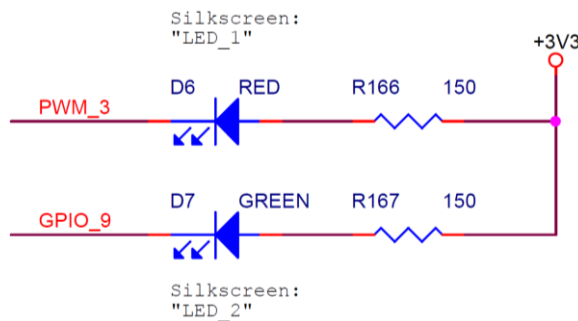 Silkscreen:
"LED_1"
+3V3
D6 RED R166 150
PWM_3
D7 GREEN R167 150
GPIO_9
Silkscreen:
"LED_2"